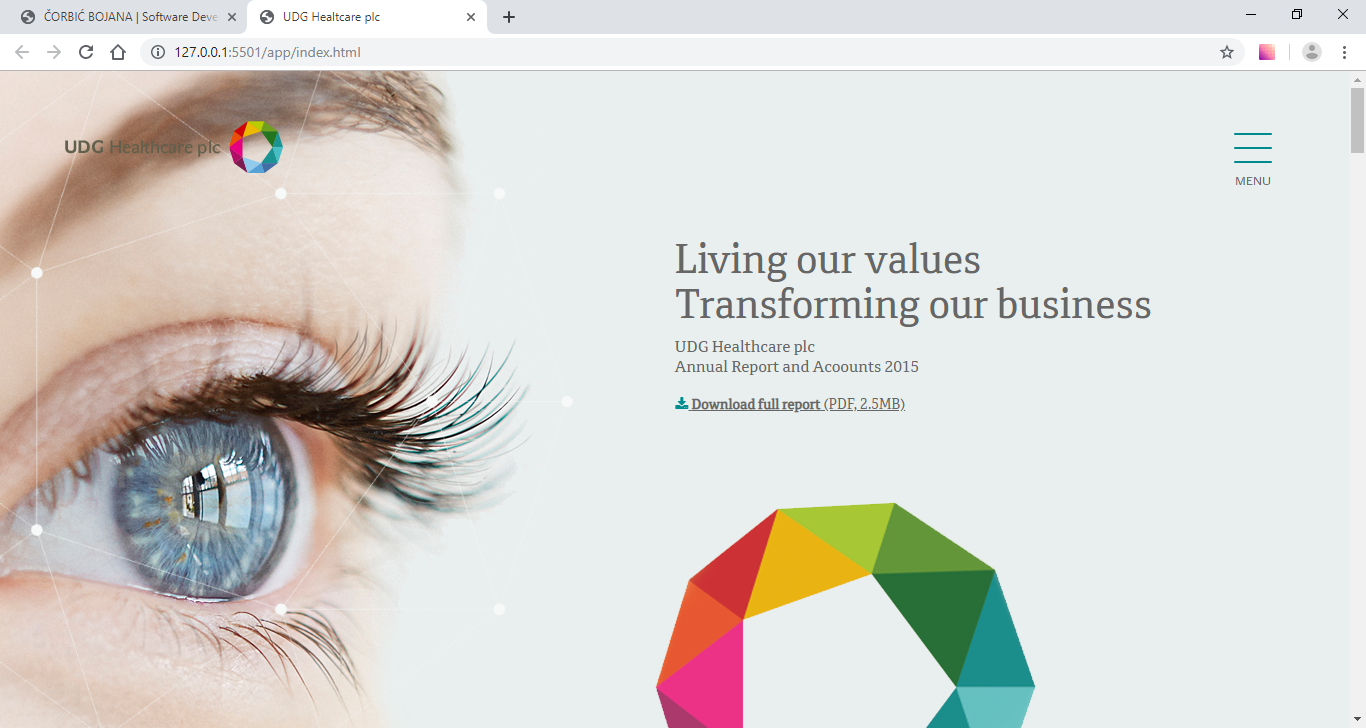 ČORBIĆ BOJANA | Software Deve
UDG Healtcare plc
127.0.0.1:5501/app/index.html
UDG Healthcare plc
MENU
Living our values
Transforming our business
UDG Healthcare plc
Annual Report and Acoounts 2015
Download full report (PDF, 2.5MB)